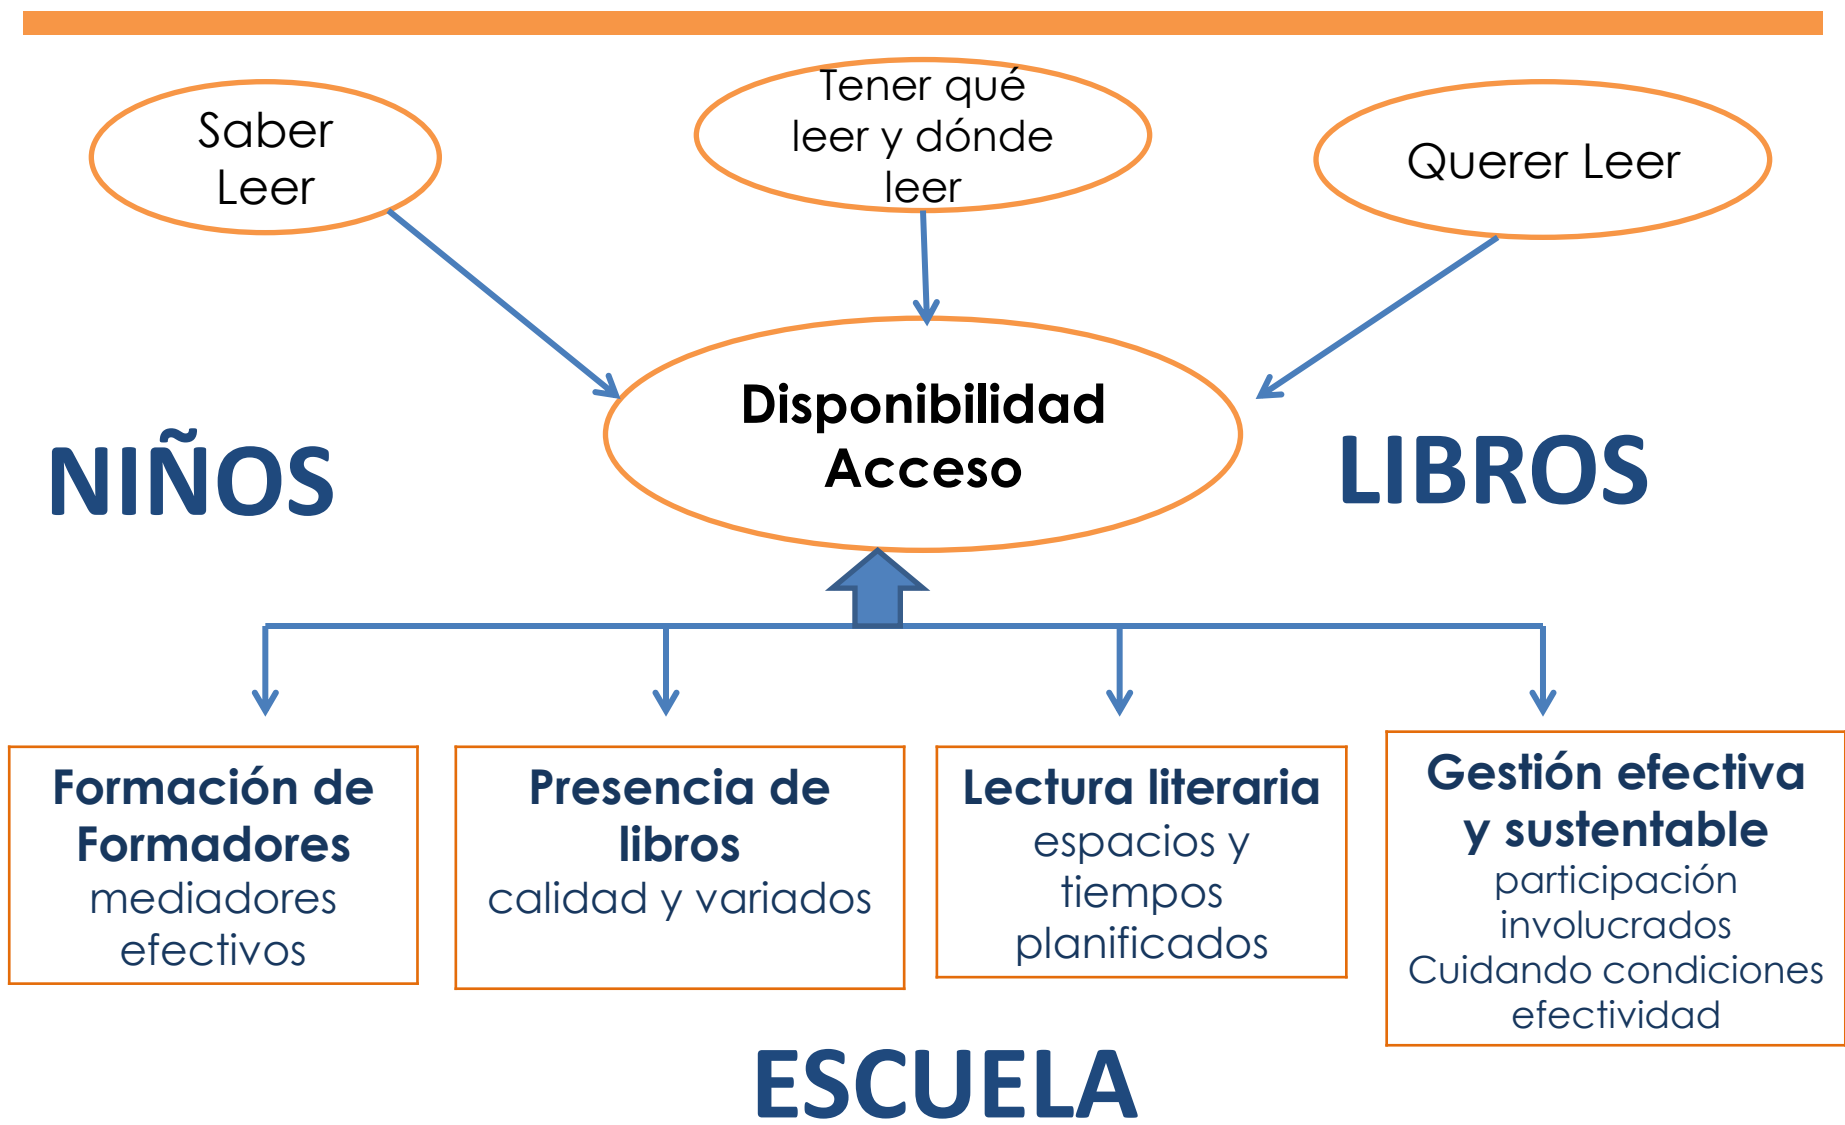 Saber
Leer
Tener qué
leer y dónde
leer
Querer Leer
Disponibilidad
Acceso
NIÑOS
LIBROS
Formación de
Formadores
mediadores
efectivos
Presencia de
libros
calidad y variados
Lectura literaria
espacios y
tiempos
planificados
Gestión efectiva
y sustentable
participación
involucrados
Cuidando condiciones
efectividad
ESCUELA